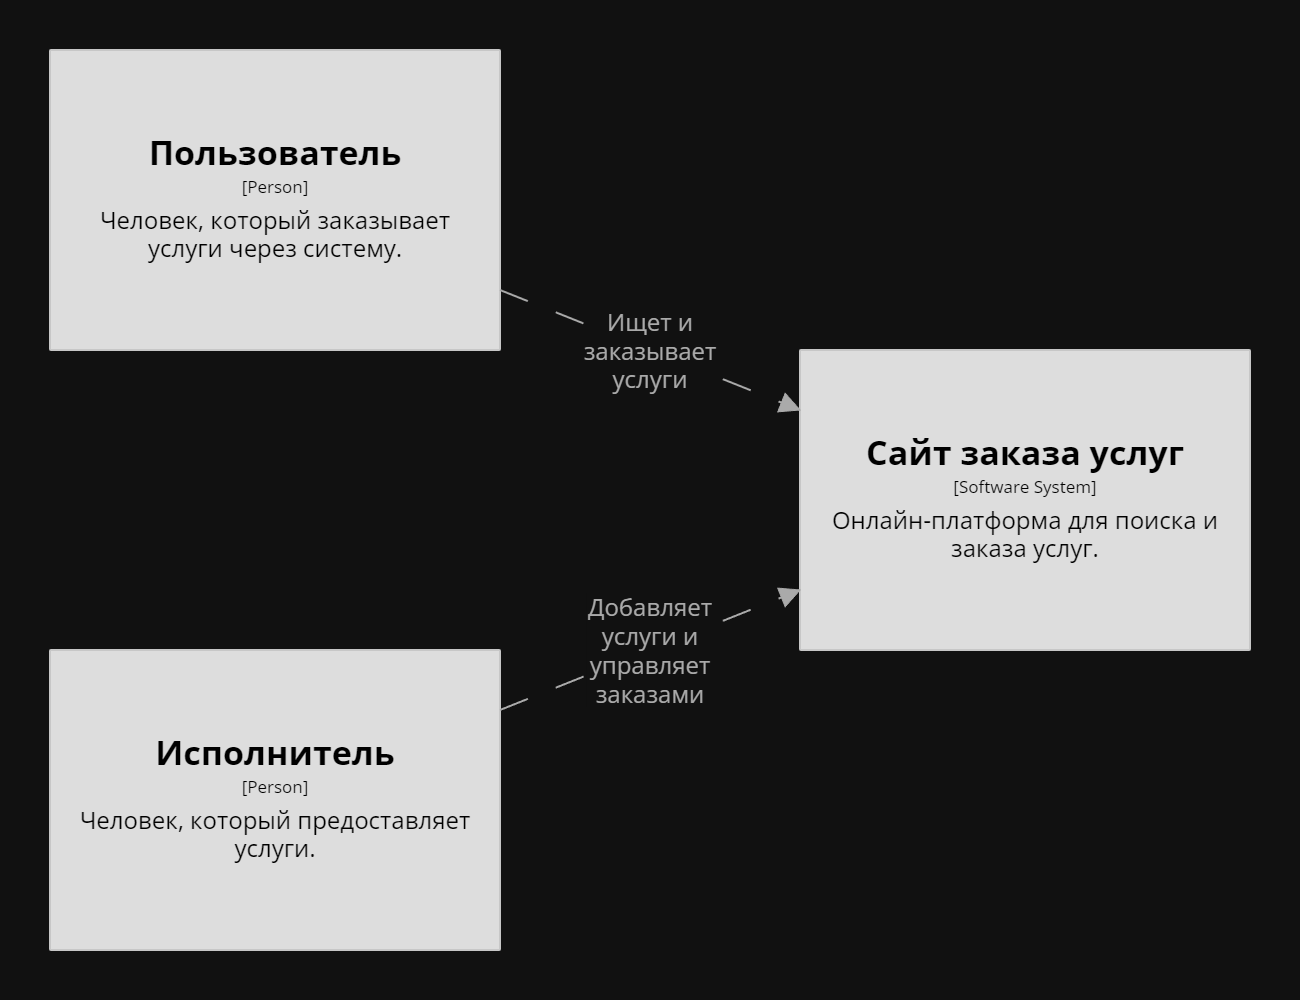 Пользователь
[Person]
Человек, который заказывает
услуги через систему.
Ищет и
заказывает
услуги
Сайт заказа услуг
[Software System]
Онлайн-платформа для поиска и
заказа услуг.
Добавляет
услуги и
управляет
заказами
Исполнитель
[Person]
Человек, который предоставляет
услуги.